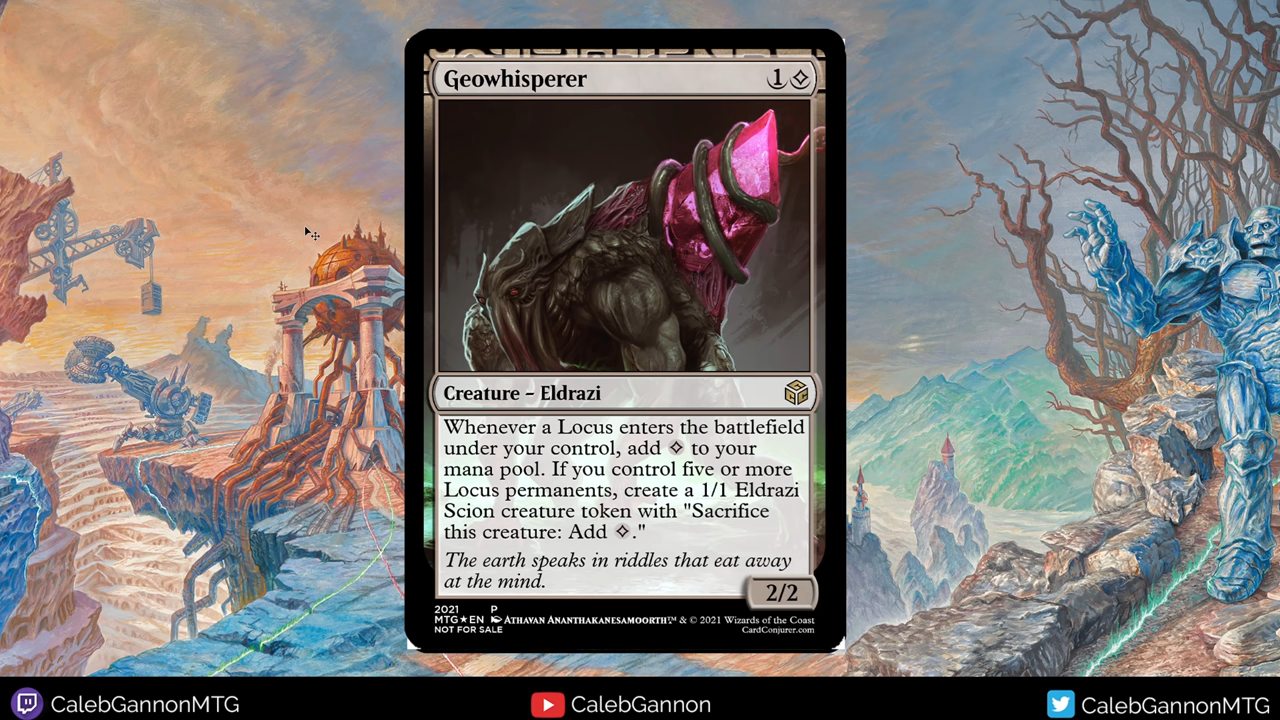 Geowhisperer
1
Creature – Eldrazi
Whenever a Locus enters the battlefield
under your control, add to your
mana pool. If you control five or more
Locus permanents, create a 1/1 Eldrazi
Scion creature token with "Sacrifice
this creature: Add ."
The earth speaks in riddles that eat away
at the mind.
2/2
2021 P
MTG★EN Athavan Ananthakanesamoorth™ & © 2021 Wizards of the Coast
NOT FOR SALE CardConjurer.com
CalebGannonMTG CalebGannon CalebGannonMTG